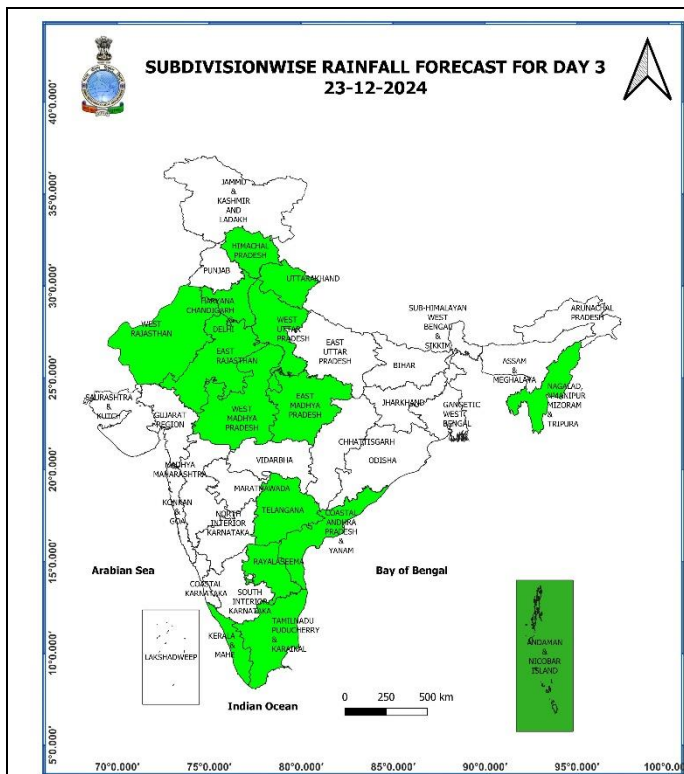 SUBDIVISIONWISE RAINFALL FORECAST FOR DAY 3
23-12-2024
40°0.000'
35°0.000'
30°0.000'
25°0.000'
20°0.000'
15°0.000'
10°0.000'
5°0.000'
JAMMU
&
KASHMIR
AND
LADAKH
HIMACHAL
PRADESH
PUNJAB
UTTARAKHAND
HARYANA
CHANDIGARH
&
DELHI
WEST
RAJASTHAN
WEST
UTTAR
PRADESH
EAST
RAJASTHAN
EAST
UTTAR
PRADESH
SUB-HIMALAYAN
WEST
BENGAL
&
SIKKIM
ARUNACHAL
PRADESH
BIHAR
ASSAM
&
MEGHALAYA
NAGALAD,
MANIPUR
MIZORAM
&
TRIPURA
SAURASHTRA
&
KUTCH
GUJARAT
REGION
WEST
MADHYA
PRADESH
EAST
MADHYA
PRADESH
JHARKHAND
GANGETIC
WEST
BENGAL
CHHATTISGARH
ODISHA
VIDARBHA
MADHYA
MAHARASHTRA
MARATHAWADA
KONKAN
&
GOA
NORTH
INTERIOR
KARNATAKA
TELANGANA
COASTAL
ANDHRA
PRADESH
&
YANAM
RAYALASEEMA
Arabian Sea
Bay of Bengal
COASTAL
KARNATAKA
SOUTH
INTERIOR
KARNATAKA
TAMILNADU
PUDUCHERRY
&
KARAIKAL
KERALA
&
MAHE
LAKSHADWEEP
ANDAMAN
&
NICOBAR
ISLAND
Indian Ocean
0 250 500 km
70°0.000' 75°0.000' 80°0.000' 85°0.000' 90°0.000' 95°0.000'